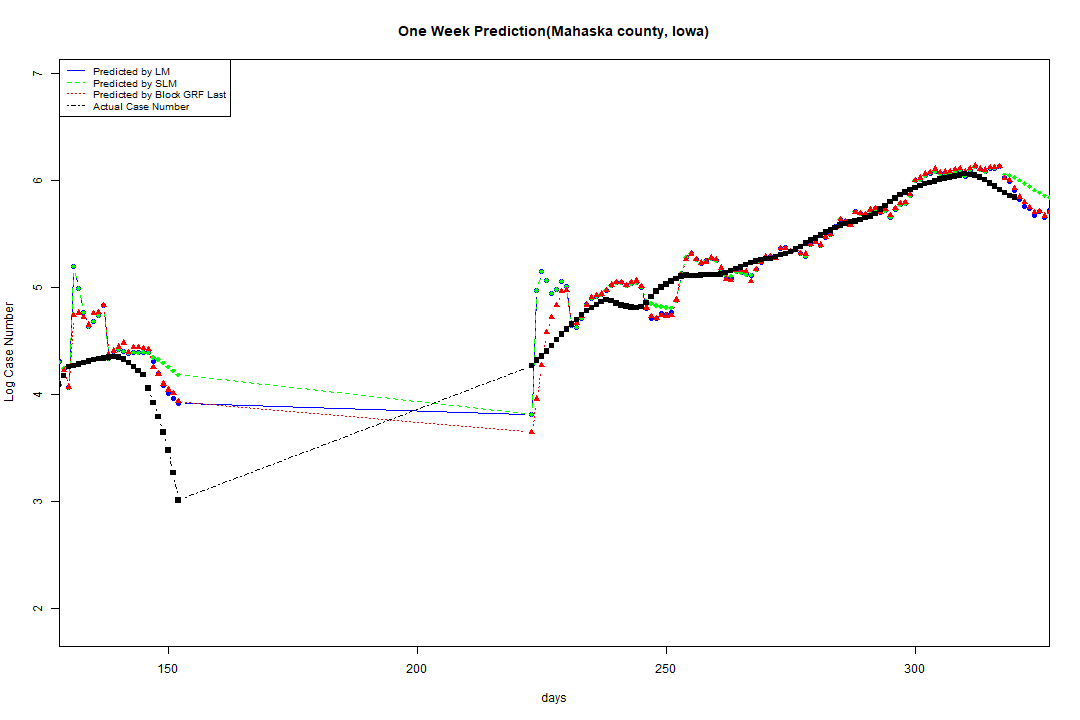 One Week Prediction(Mahaska county, Iowa)
Predicted by LM
Predicted by SLM
Predicted by Block GRF Last
Actual Case Number
7
6
5
4
3
2
Log Case Number
150
200
250
300
days